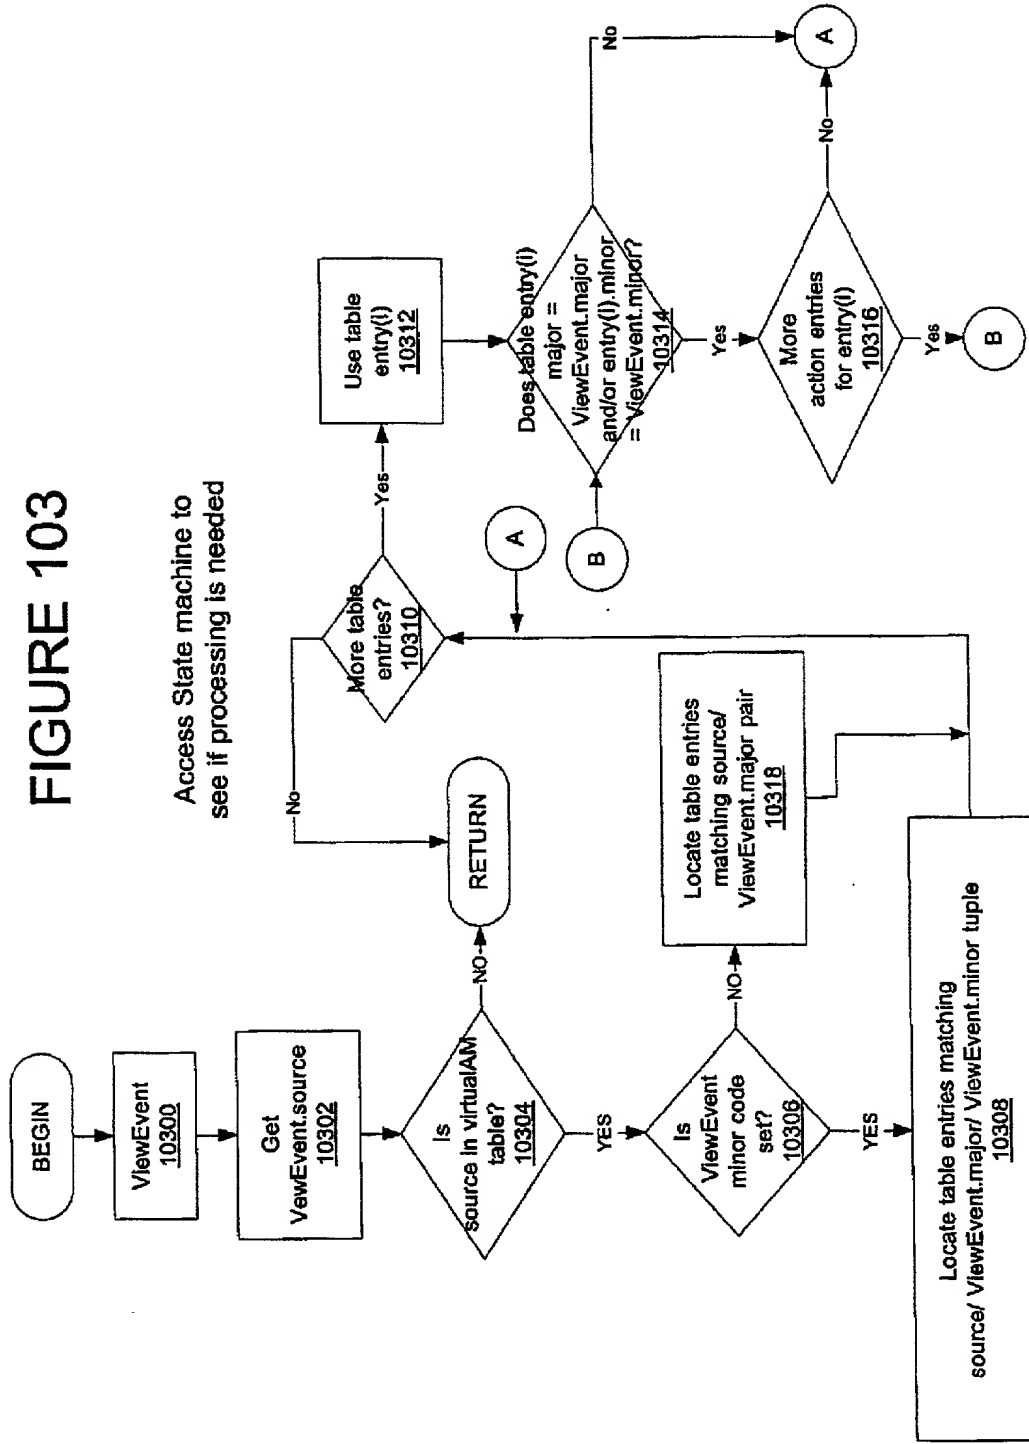 FIGURE 103
Access State machine to
see if processing is needed
BEGIN
ViewEvent
10300
Get
VewEvent.source
10302
Is
source in virtualAM
table?
10304
NO
RETURN
YES
Is
ViewEvent
minor code
set?
10306
NO
Locate table entries
matching source/
ViewEvent.major pair
10318
YES
Locate table entries matching
source/ ViewEvent.major/ ViewEvent.minor tuple
10308
A
More table
entries?
10310
No
Yes
Use table
entry(i)
10312
B
Does table entry(i)
major =
ViewEvent.major
and/or entry(i).minor
= ViewEvent.minor?
10314
No
A
Yes
More
action entries
for entry(i)
10316
No
Yes
B